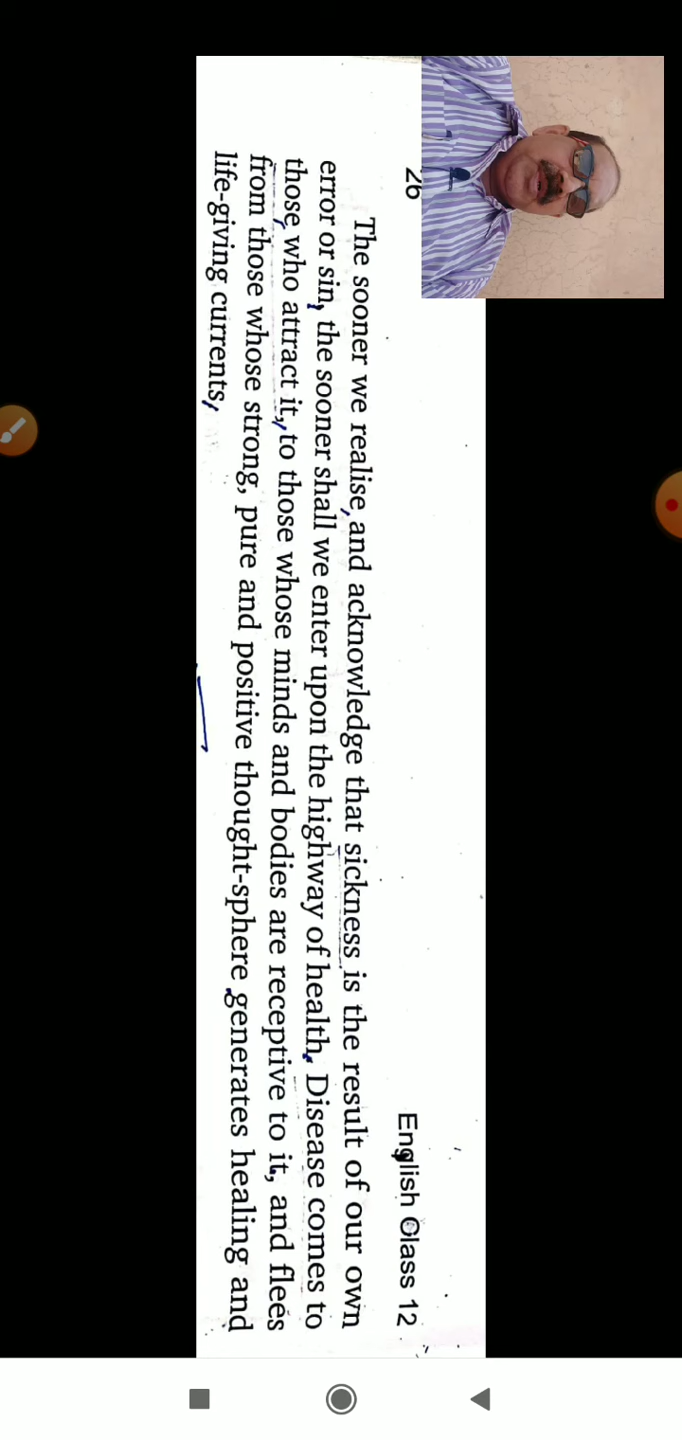 26
English Class 12
The sooner we realise, and acknowledge that sickness is the result of our own
error or sin, the sooner shall we enter upon the highway of health. Disease comes to
those, who attract it, to those whose minds and bodies are receptive to it, and flees
from those whose strong, pure and positive thought-sphere generates healing and
life-giving currents,